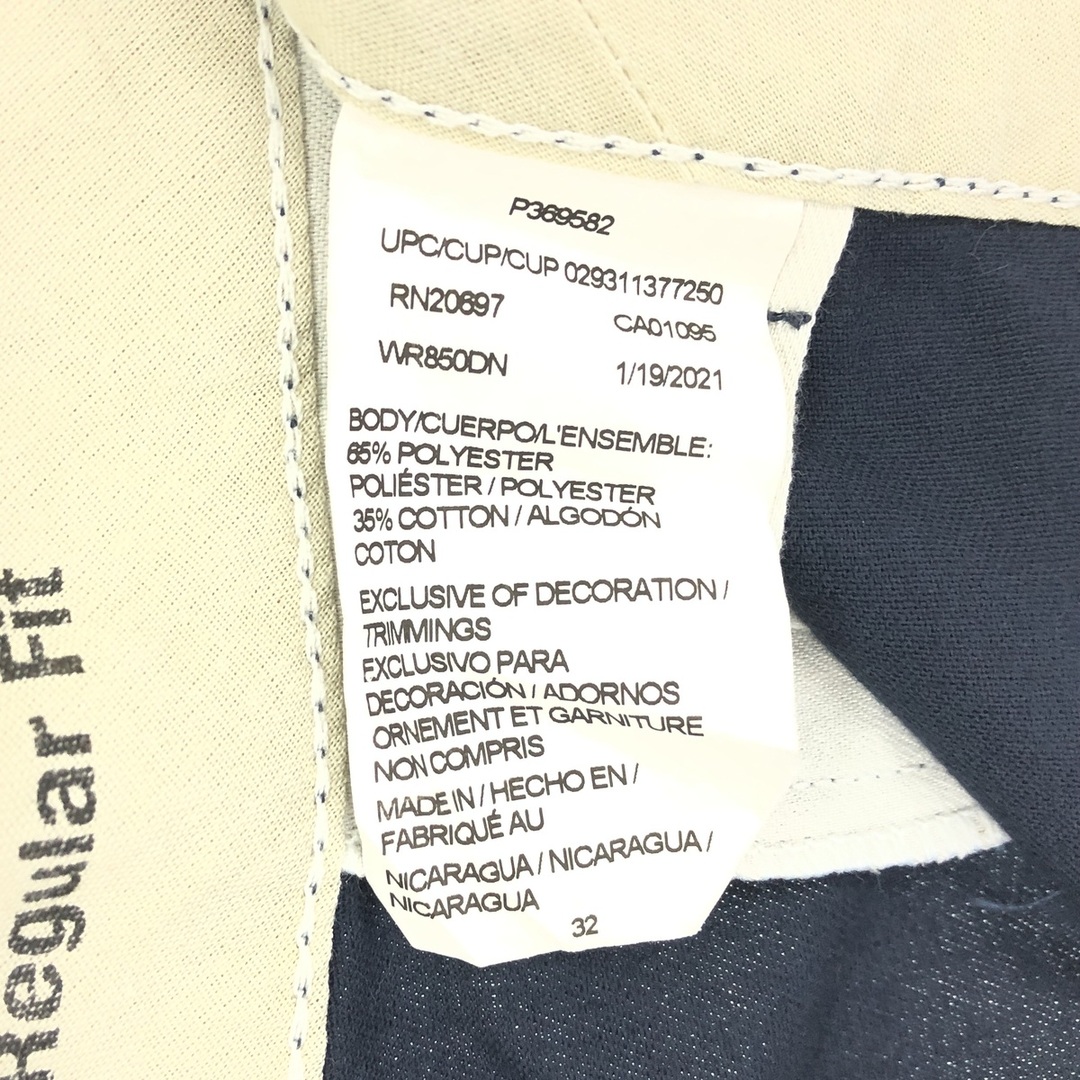 P369582
UPC/CUP/CUP 029311377250
RN20697 CA01095
WR850DN 1/19/2021
BODY/CUERPO/L'ENSEMBLE:
65% POLYESTER
POLIÉSTER / POLYESTER
35% COTTON / ALGODÓN
COTON
EXCLUSIVE OF DECORATION /
TRIMMINGS
EXCLUSIVO PARA
DECORACIÓN / ADORNOS
ORNEMENT ET GARNITURE
NON COMPRIS
MADE IN / HECHO EN /
FABRIQUÉ AU
NICARAGUA / NICARAGUA /
NICARAGUA
32
Regular Fit